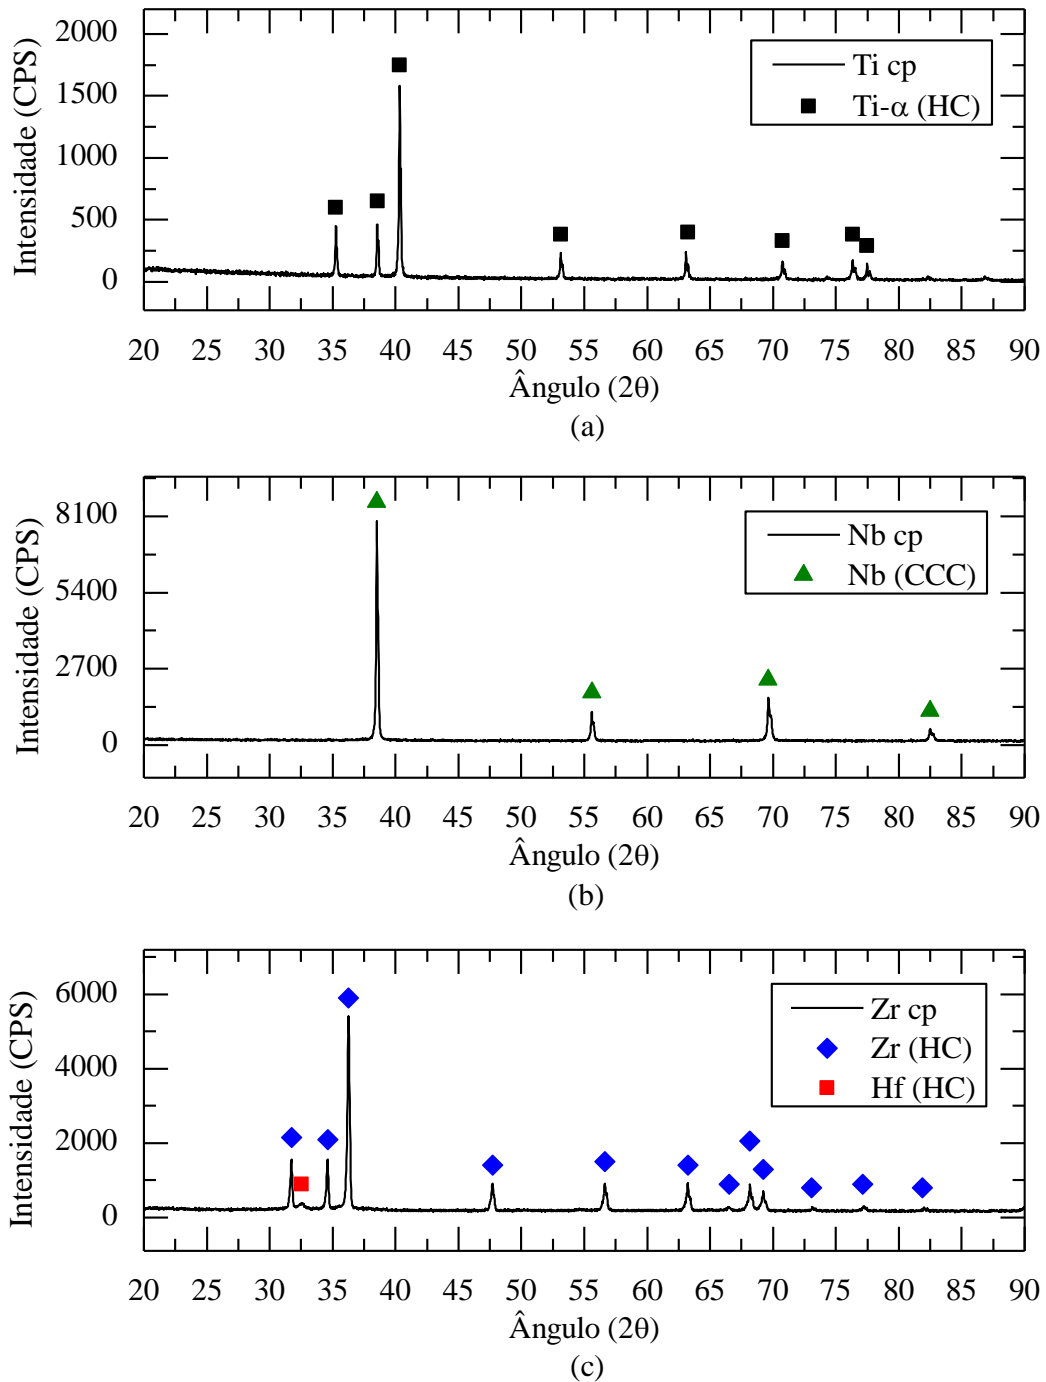 2000
1500
1000
500
0
Intensidade (CPS)
Ti cp
Ti-α (HC)
20 25 30 35 40 45 50 55 60 65 70 75 80 85 90
Ângulo (2θ)
(a)
8100
5400
2700
0
Intensidade (CPS)
Nb cp
Nb (CCC)
20 25 30 35 40 45 50 55 60 65 70 75 80 85 90
Ângulo (2θ)
(b)
6000
4000
2000
0
Intensidade (CPS)
Zr cp
Zr (HC)
Hf (HC)
20 25 30 35 40 45 50 55 60 65 70 75 80 85 90
Ângulo (2θ)
(c)